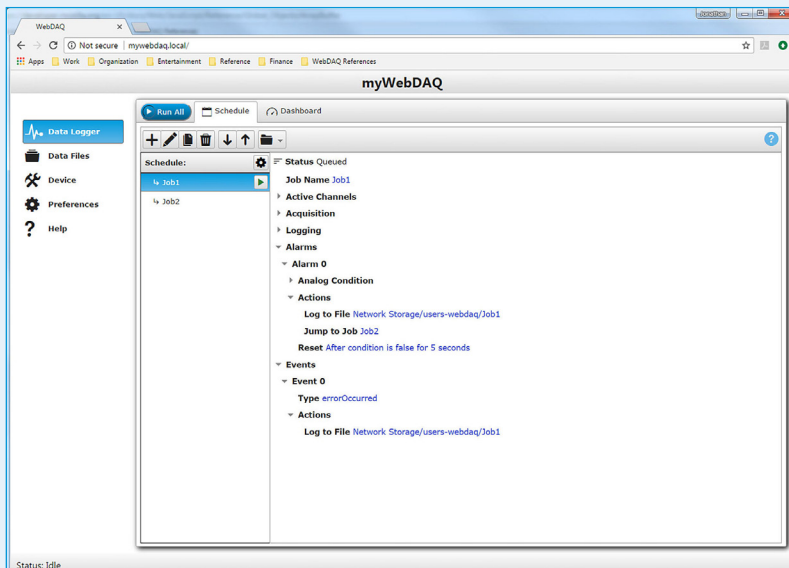 Jonathan
WebDAQ
Not secure | mywebdaq.local/
Apps Work Organization Entertainment Reference Finance WebDAQ References
myWebDAQ
Run All Schedule Dashboard
Data Logger
Data Files
Device
Preferences
? Help
Schedule:
Job1
Job2
?
Status Queued
Job Name Job1
Active Channels
Acquisition
Logging
Alarms
Alarm 0
Analog Condition
Actions
Log to File Network Storage/users-webdaq/Job1
Jump to Job Job2
Reset After condition is false for 5 seconds
Events
Event 0
Type errorOccurred
Actions
Log to File Network Storage/users-webdaq/Job1
Status: Idle